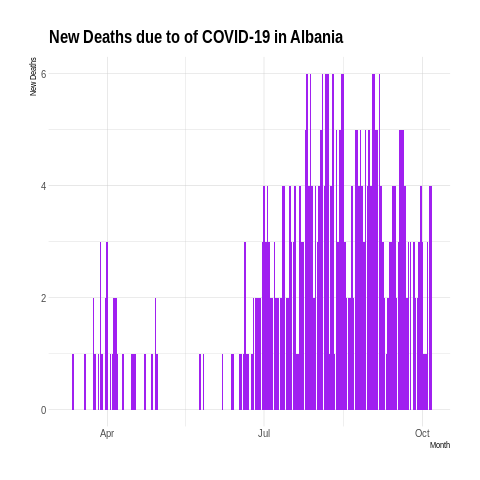 New Deaths due to of COVID-19 in Albania
New Deaths
6
4
2
0
Apr
Jul
Oct
Month